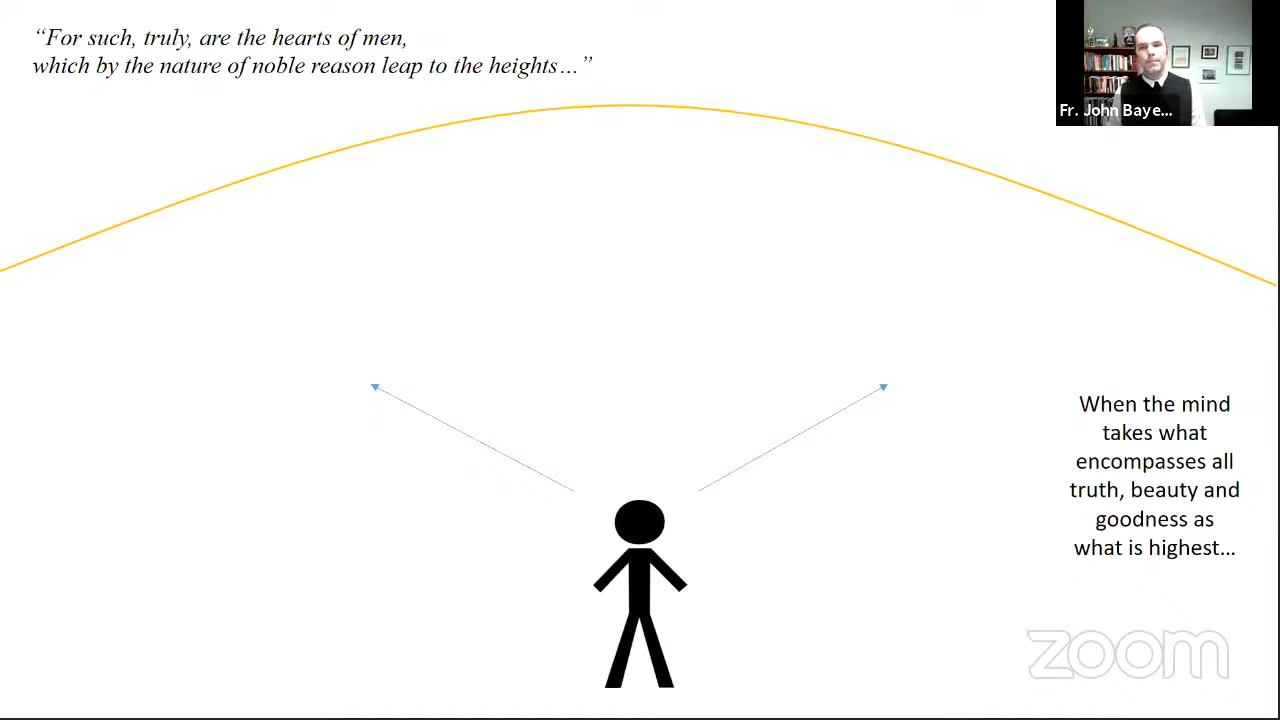 “For such, truly, are the hearts of men,
which by the nature of noble reason leap to the heights…”
Fr. John Baye...
When the mind
takes what
encompasses all
truth, beauty and
goodness as
what is highest…
zoom